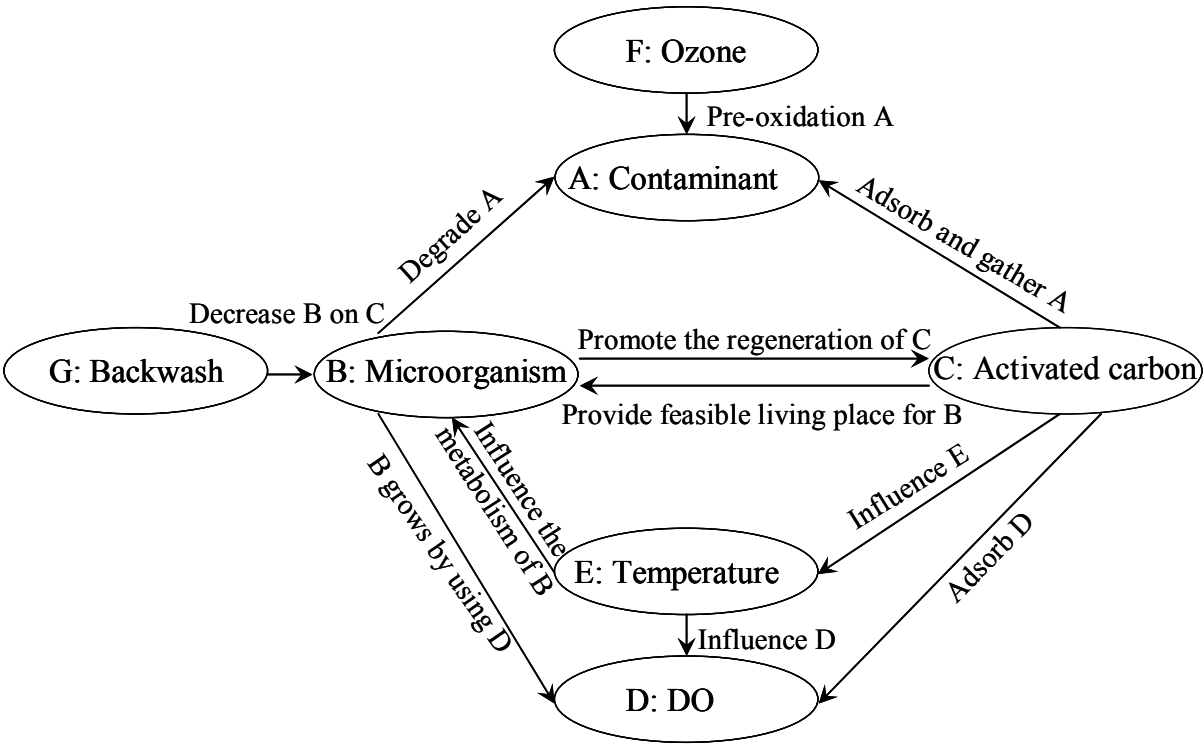 F: Ozone
Pre-oxidation A
A: Contaminant
Degrade A
Adsorb and gather A
Decrease B on C
G: Backwash
B: Microorganism
Promote the regeneration of C
Provide feasible living place for B
C: Activated carbon
Influence the
metabolism of B
B grows by using D
Influence E
Adsorb D
E: Temperature
Influence D
D: DO